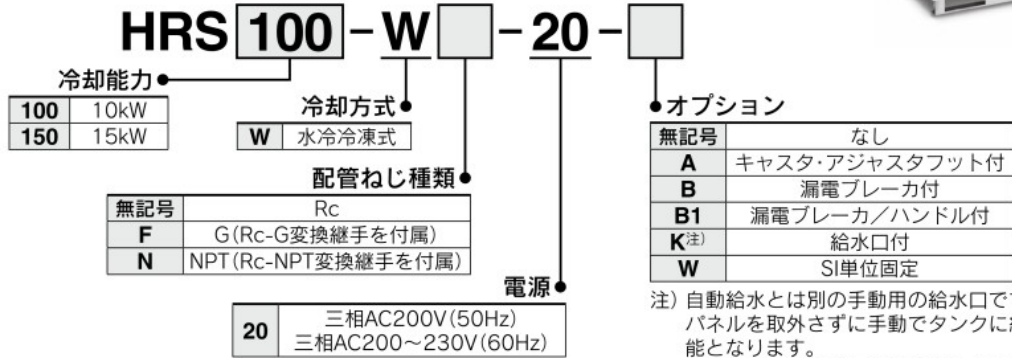 HRS 100 - W - 20 -
冷却能力
100 10kW
150 15kW
冷却方式
W 水冷冷凍式
配管ねじ種類
無記号 Rc
F G(Rc-G変換継手を付属)
N NPT(Rc-NPT変換継手を付属)
電源
20 三相AC200V(50Hz)
三相AC200～230V(60Hz)
オプション
無記号 なし
A キャスタ・アジャスタフット付
B 漏電ブレーカ付
B1 漏電ブレーカ／ハンドル付
K注) 給水口付
W SI単位固定
注) 自動給水とは別の手動用の給水口で
パネルを取外さずに手動でタンクに
能となります。